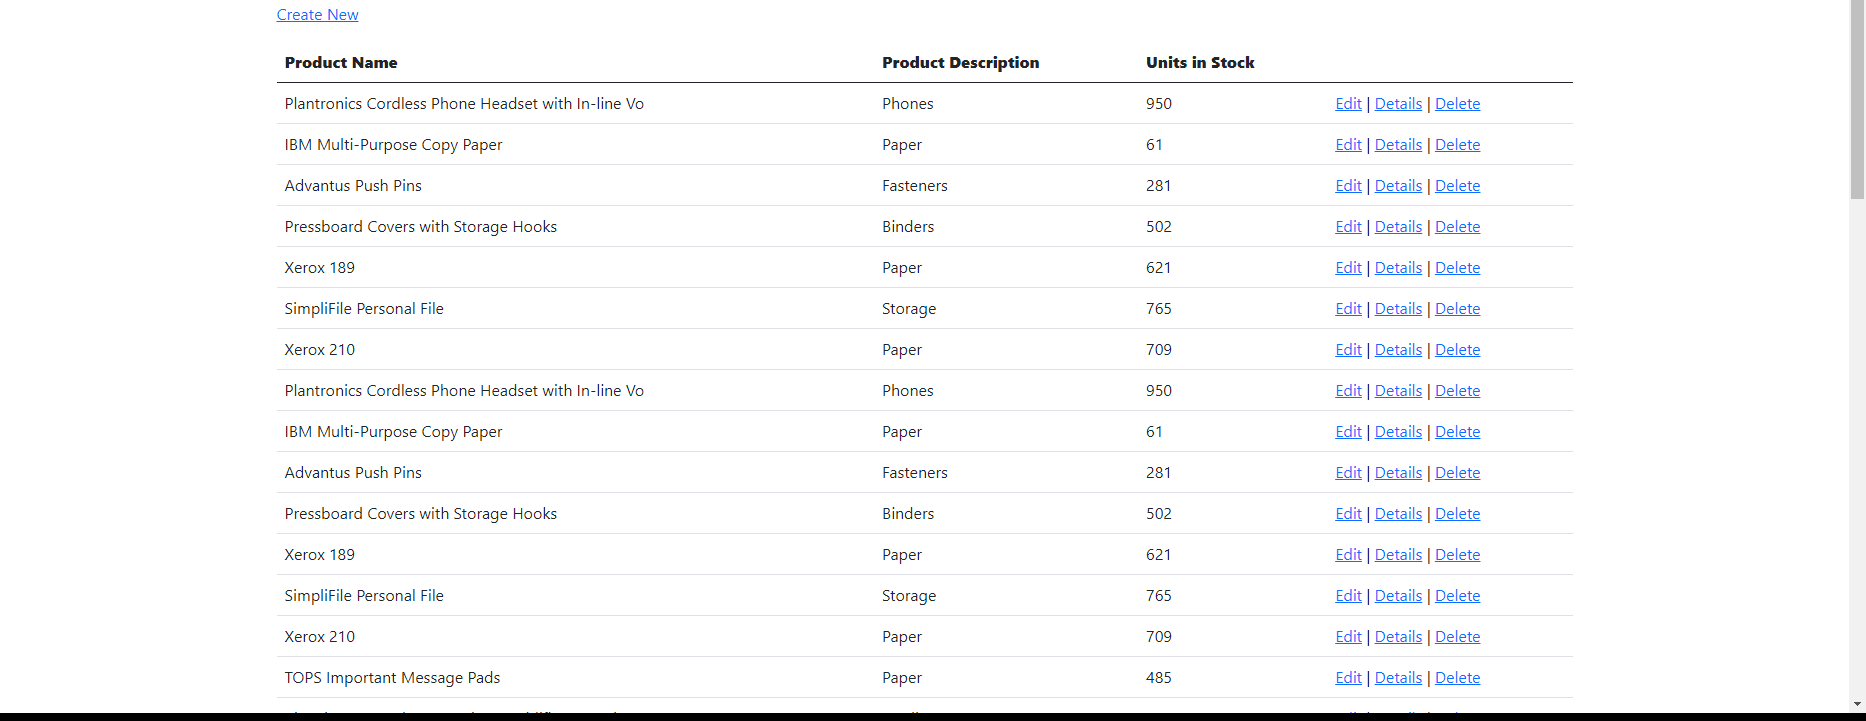 Create New
Product Name Product Description Units in Stock
Plantronics Cordless Phone Headset with In-line Vo Phones 950 Edit | Details | Delete
IBM Multi-Purpose Copy Paper Paper 61 Edit | Details | Delete
Advantus Push Pins Fasteners 281 Edit | Details | Delete
Pressboard Covers with Storage Hooks Binders 502 Edit | Details | Delete
Xerox 189 Paper 621 Edit | Details | Delete
SimpliFile Personal File Storage 765 Edit | Details | Delete
Xerox 210 Paper 709 Edit | Details | Delete
Plantronics Cordless Phone Headset with In-line Vo Phones 950 Edit | Details | Delete
IBM Multi-Purpose Copy Paper Paper 61 Edit | Details | Delete
Advantus Push Pins Fasteners 281 Edit | Details | Delete
Pressboard Covers with Storage Hooks Binders 502 Edit | Details | Delete
Xerox 189 Paper 621 Edit | Details | Delete
SimpliFile Personal File Storage 765 Edit | Details | Delete
Xerox 210 Paper 709 Edit | Details | Delete
TOPS Important Message Pads Paper 485 Edit | Details | Delete